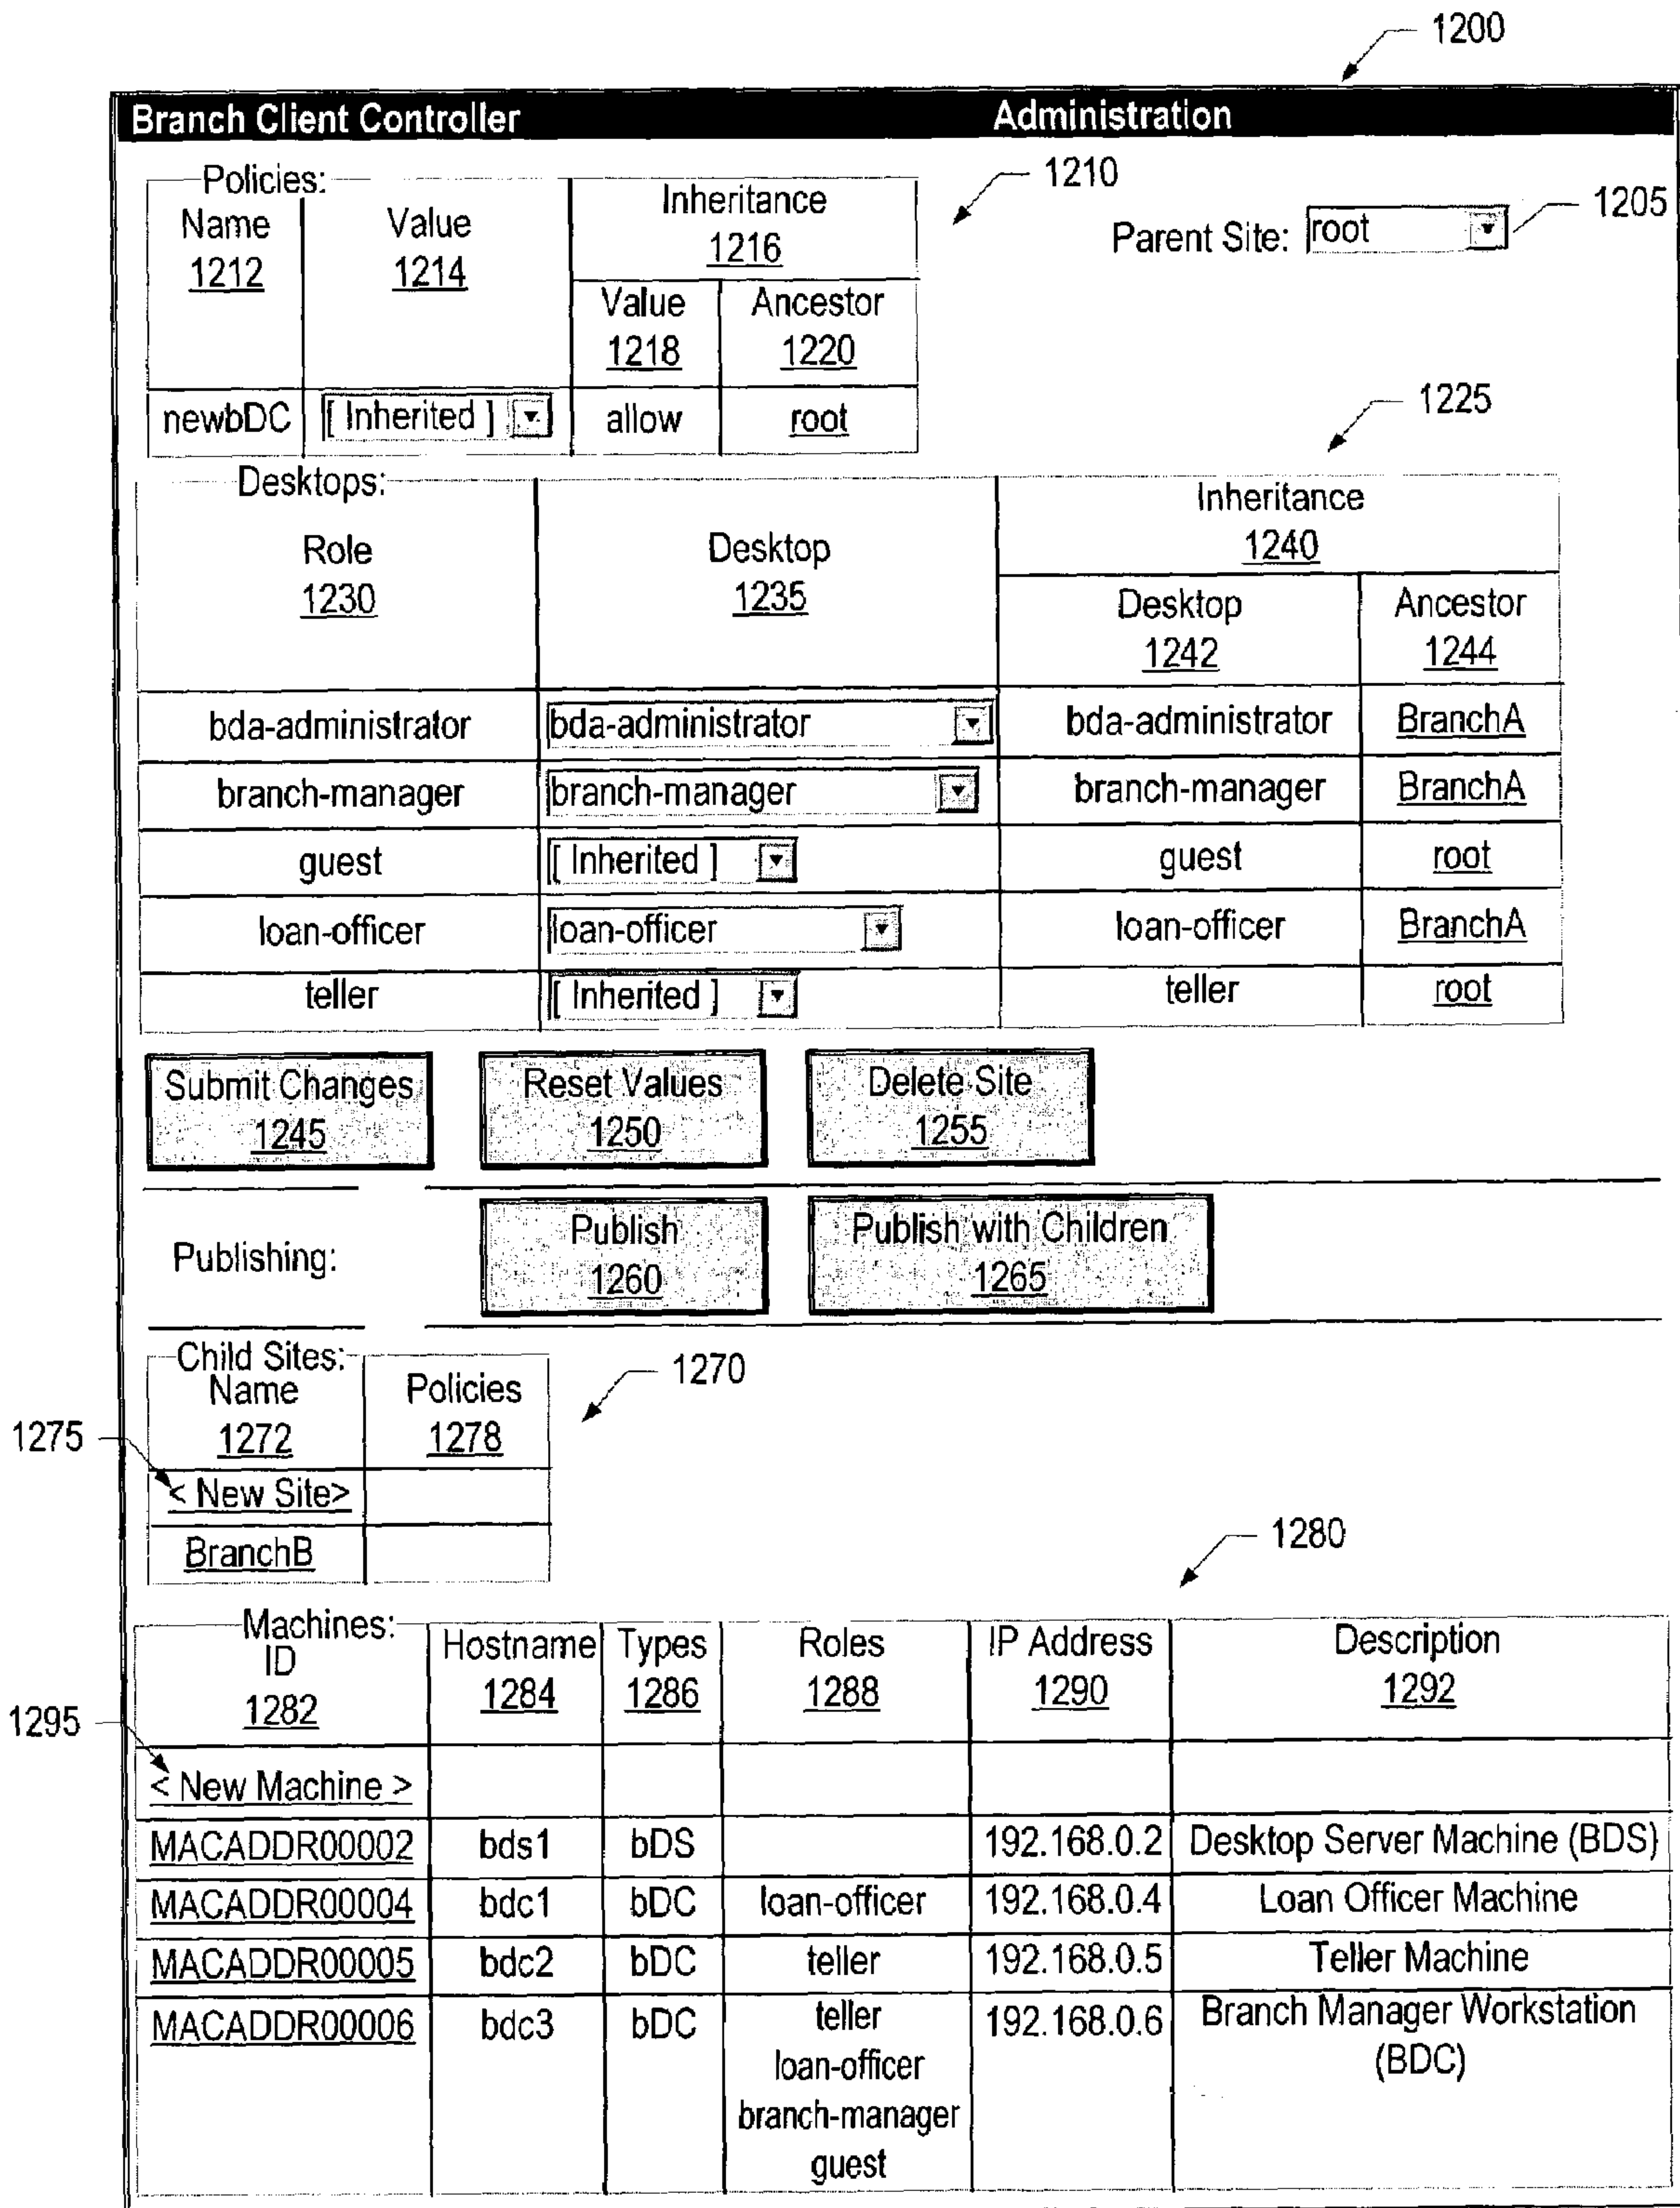 1200
Branch Client Controller Administration
Policies:
1210
Name Value Inheritance
1205
Parent Site: root
1212 1214 1216
Value Ancestor
1218 1220
newbDC [ Inherited ] allow root
1225
Desktops:
Role Desktop Inheritance
1230 1235 1240
Desktop Ancestor
1242 1244
bda-administrator bda-administrator bda-administrator BranchA
branch-manager branch-manager branch-manager BranchA
guest [ Inherited ] guest root
loan-officer loan-officer loan-officer BranchA
teller [ Inherited ] teller root
Submit Changes Reset Values Delete Site
1245 1250 1255
Publishing:
Publish Publish with Children
1260 1265
Child Sites:
1270
Name Policies
1272 1278
1275
< New Site>
BranchB
1280
Machines:
ID Hostname Types Roles IP Address Description
1282 1284 1286 1288 1290 1292
1295
< New Machine >
MACADDR00002 bds1 bDS 192.168.0.2 Desktop Server Machine (BDS)
MACADDR00004 bdc1 bDC loan-officer 192.168.0.4 Loan Officer Machine
MACADDR00005 bdc2 bDC teller 192.168.0.5 Teller Machine
MACADDR00006 bdc3 bDC teller 192.168.0.6 Branch Manager Workstation
loan-officer (BDC)
branch-manager
guest